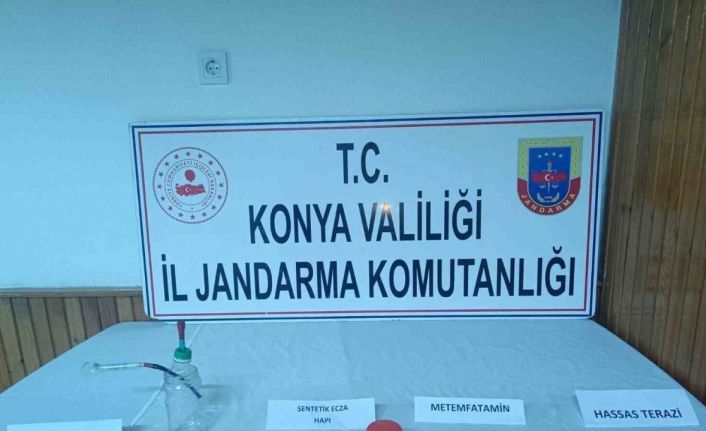 T.C.
KONYA VALİLİĞİ
İL JANDARMA KOMUTANLIĞI
JANDARMA
SENTETİK ECZA
HAPI
METEMFATAMİN
HASSAS TERAZİ